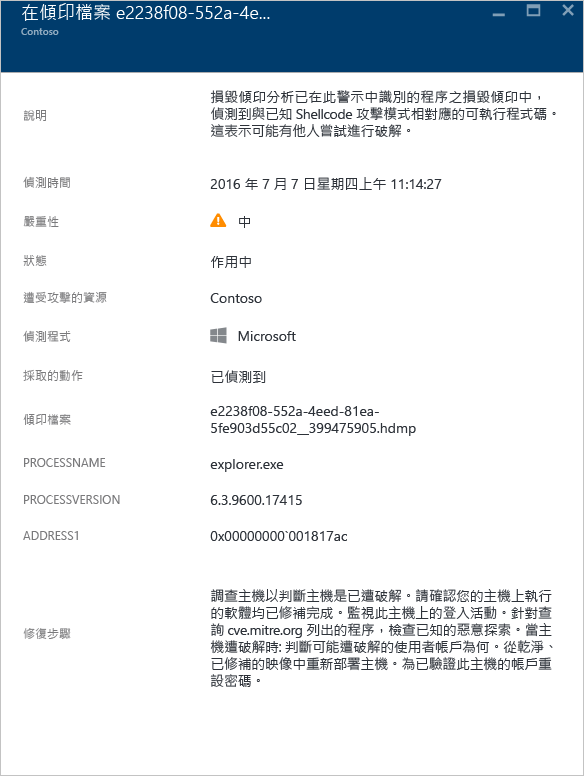 在傾印檔案 e2238f08-552a-4e...
Contoso
說明
損毀傾印分析已在此警示中識別的程序之損毀傾印中，
偵測到與已知 Shellcode 攻擊模式相對應的可執行程式碼。
這表示可能有他人嘗試進行破解。
偵測時間
2016 年 7 月 7 日星期四上午 11:14:27
嚴重性
中
狀態
作用中
遭受攻擊的資源
Contoso
偵測程式
Microsoft
採取的動作
已偵測到
傾印檔案
e2238f08-552a-4eed-81ea-
5fe903d55c02__399475905.hdmp
PROCESSNAME
explorer.exe
PROCESSVERSION
6.3.9600.17415
ADDRESS1
0x00000000`001817ac
修復步驟
調查主機以判斷主機是已遭破解。請確認您的主機上執行
的軟體均已修補完成。監視此主機上的登入活動。針對查
詢 cve.mitre.org 列出的程序，檢查已知的惡意探索。當主
機遭破解時: 判斷可能遭破解的使用者帳戶為何。從乾淨、
已修補的映像中重新部署主機。為已驗證此主機的帳戶重
設密碼。